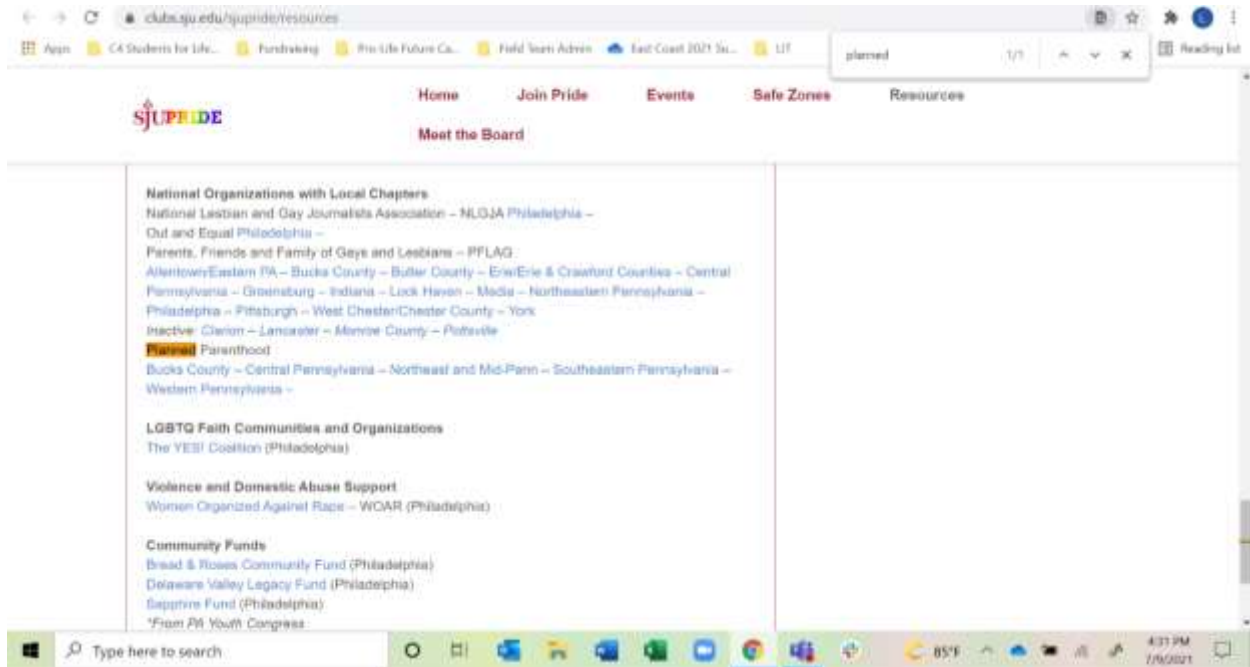 clubs.sju.edu/sjupride/resources
Apps C4 Students for Life... Fundraising Pro-Life Future Ca... Field Team Admin East Coast 2021 Su... LIT Reading list
planned 1/1
SJUPRIDE
Home Join Pride Events Safe Zones Resources
Meet the Board
National Organizations with Local Chapters
National Lesbian and Gay Journalists Association – NLGJA Philadelphia –
Out and Equal Philadelphia –
Parents, Friends and Family of Gays and Lesbians – PFLAG
Allentown/Eastern PA – Bucks County – Butler County – Erie/Erie & Crawford Counties – Central
Pennsylvania – Greensburg – Indiana – Lock Haven – Media – Northeastern Pennsylvania –
Philadelphia – Pittsburgh – West Chester/Chester County – York
Inactive: Clarion – Lancaster – Monroe County – Pottsville
Planned Parenthood
Bucks County – Central Pennsylvania – Northeast and Mid-Penn – Southeastern Pennsylvania –
Western Pennsylvania –
LGBTQ Faith Communities and Organizations
The YES! Coalition (Philadelphia)
Violence and Domestic Abuse Support
Women Organized Against Rape – WOAR (Philadelphia)
Community Funds
Bread & Roses Community Fund (Philadelphia)
Delaware Valley Legacy Fund (Philadelphia)
Sapphire Fund (Philadelphia)
*From PA Youth Congress
Type here to search
85°F
4:31 PM
7/9/2021